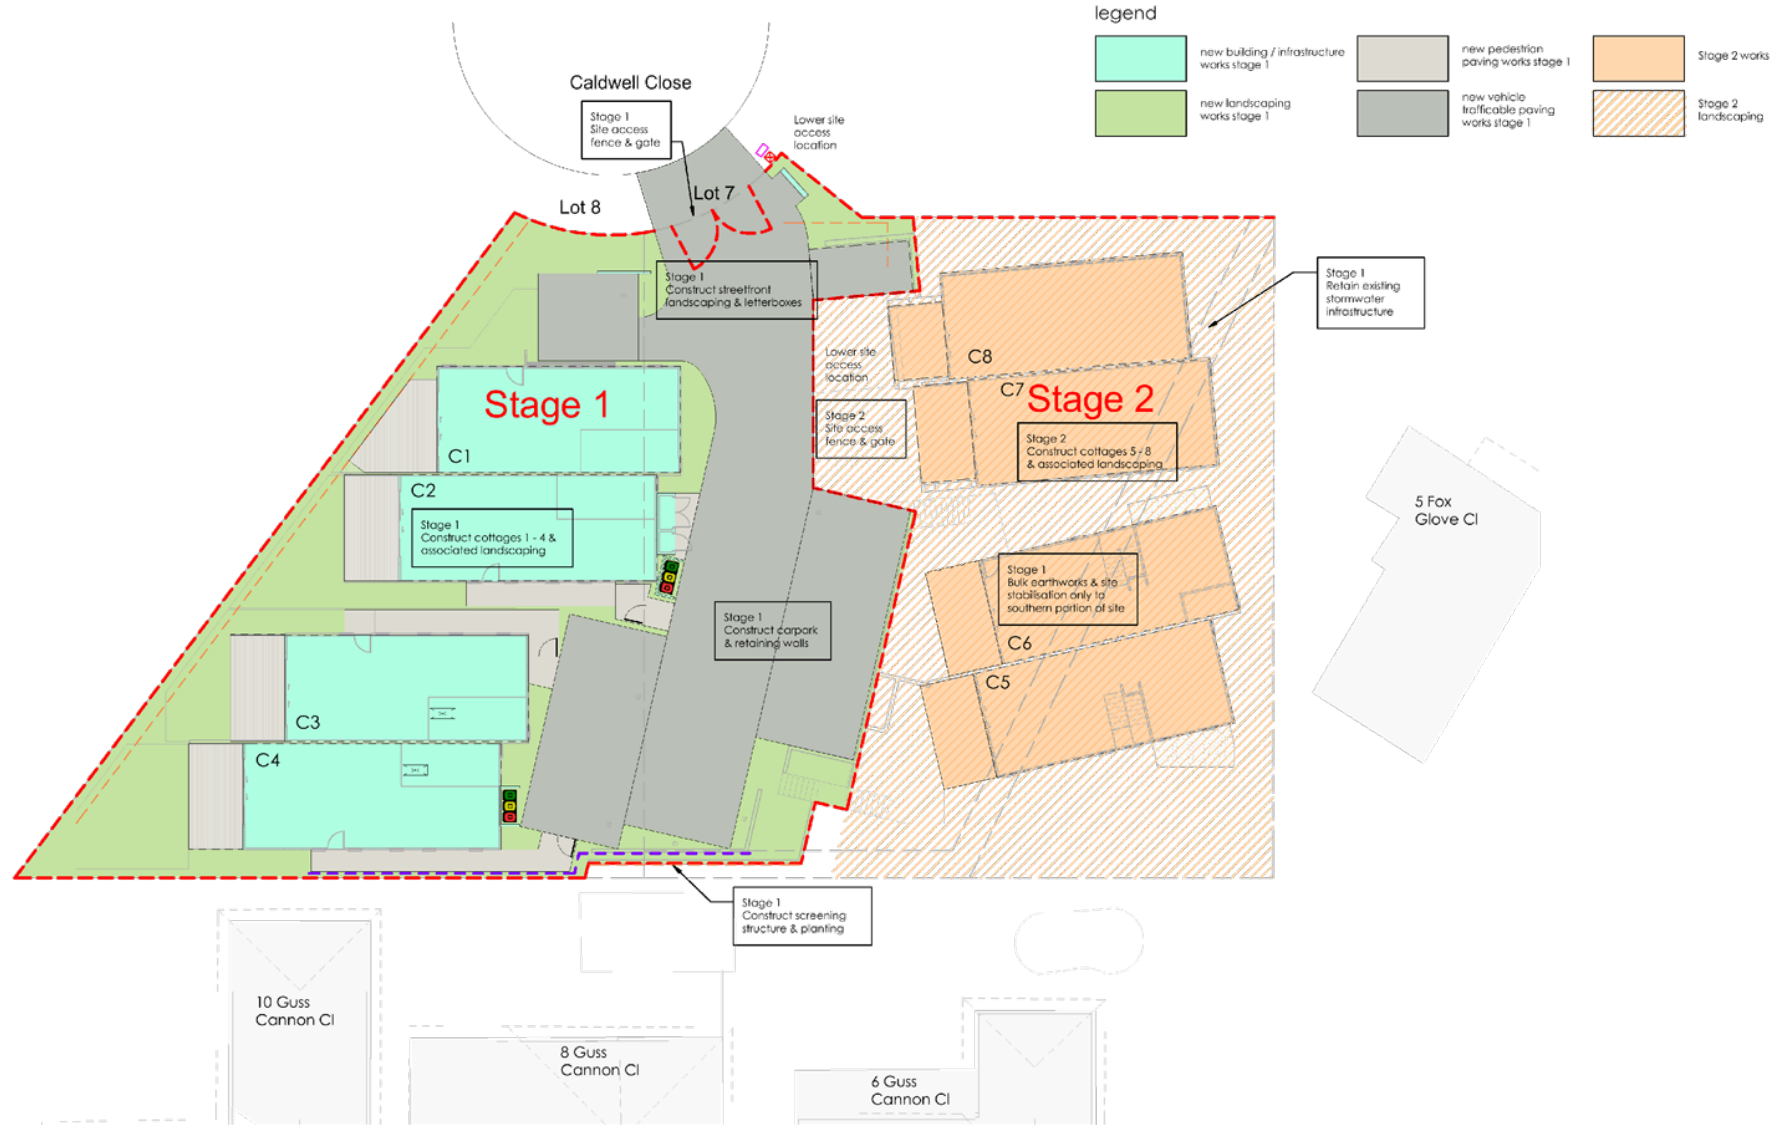 legend
new building / infrastructure
works stage 1
new pedestrian
paving works stage 1
Stage 2 works
new landscaping
works stage 1
new vehicle
trafficable paving
works stage 1
Stage 2
landscaping
Caldwell Close
Stage 1
Site access
fence & gate
Lower site
access
location
Lot 7
Lot 8
Stage 1
Construct streetfront
landscaping & letterboxes
Stage 1
Retain existing
stormwater
infrastructure
Lower site
access
location
C8
C7
Stage 1
Stage 2
Stage 2
Site access
fence & gate
Stage 2
Construct cottages 5 - 8
& associated landscaping
C1
C2
Stage 1
Construct cottages 1 - 4 &
associated landscaping
5 Fox
Glove Cl
Stage 1
Bulk earthworks & site
stabilisation only to
southern portion of site
Stage 1
Construct carpark
& retaining walls
C6
C5
C3
C4
Stage 1
Construct screening
structure & planting
10 Guss
Cannon Cl
8 Guss
Cannon Cl
6 Guss
Cannon Cl